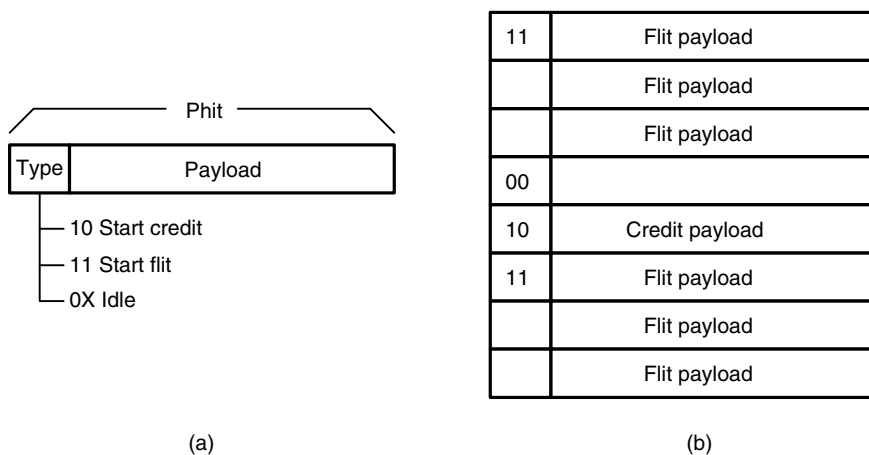 Phit
Type Payload
10 Start credit
11 Start flit
0X Idle
(a)
11 Flit payload
Flit payload
Flit payload
00
10 Credit payload
11 Flit payload
Flit payload
Flit payload
(b)